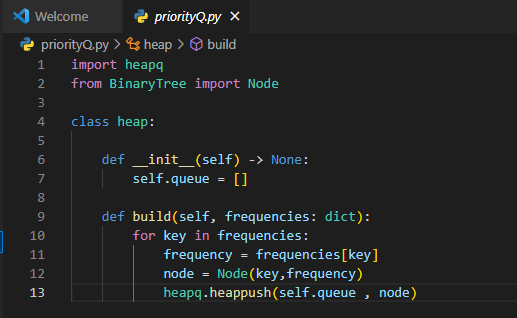 Welcome priorityQ.py
priorityQ.py > heap > build
1 import heapq
2 from BinaryTree import Node
3
4 class heap:
5
6     def __init__(self) -> None:
7         self.queue = []
8
9     def build(self, frequencies: dict):
10         for key in frequencies:
11             frequency = frequencies[key]
12             node = Node(key,frequency)
13             heapq.heappush(self.queue , node)